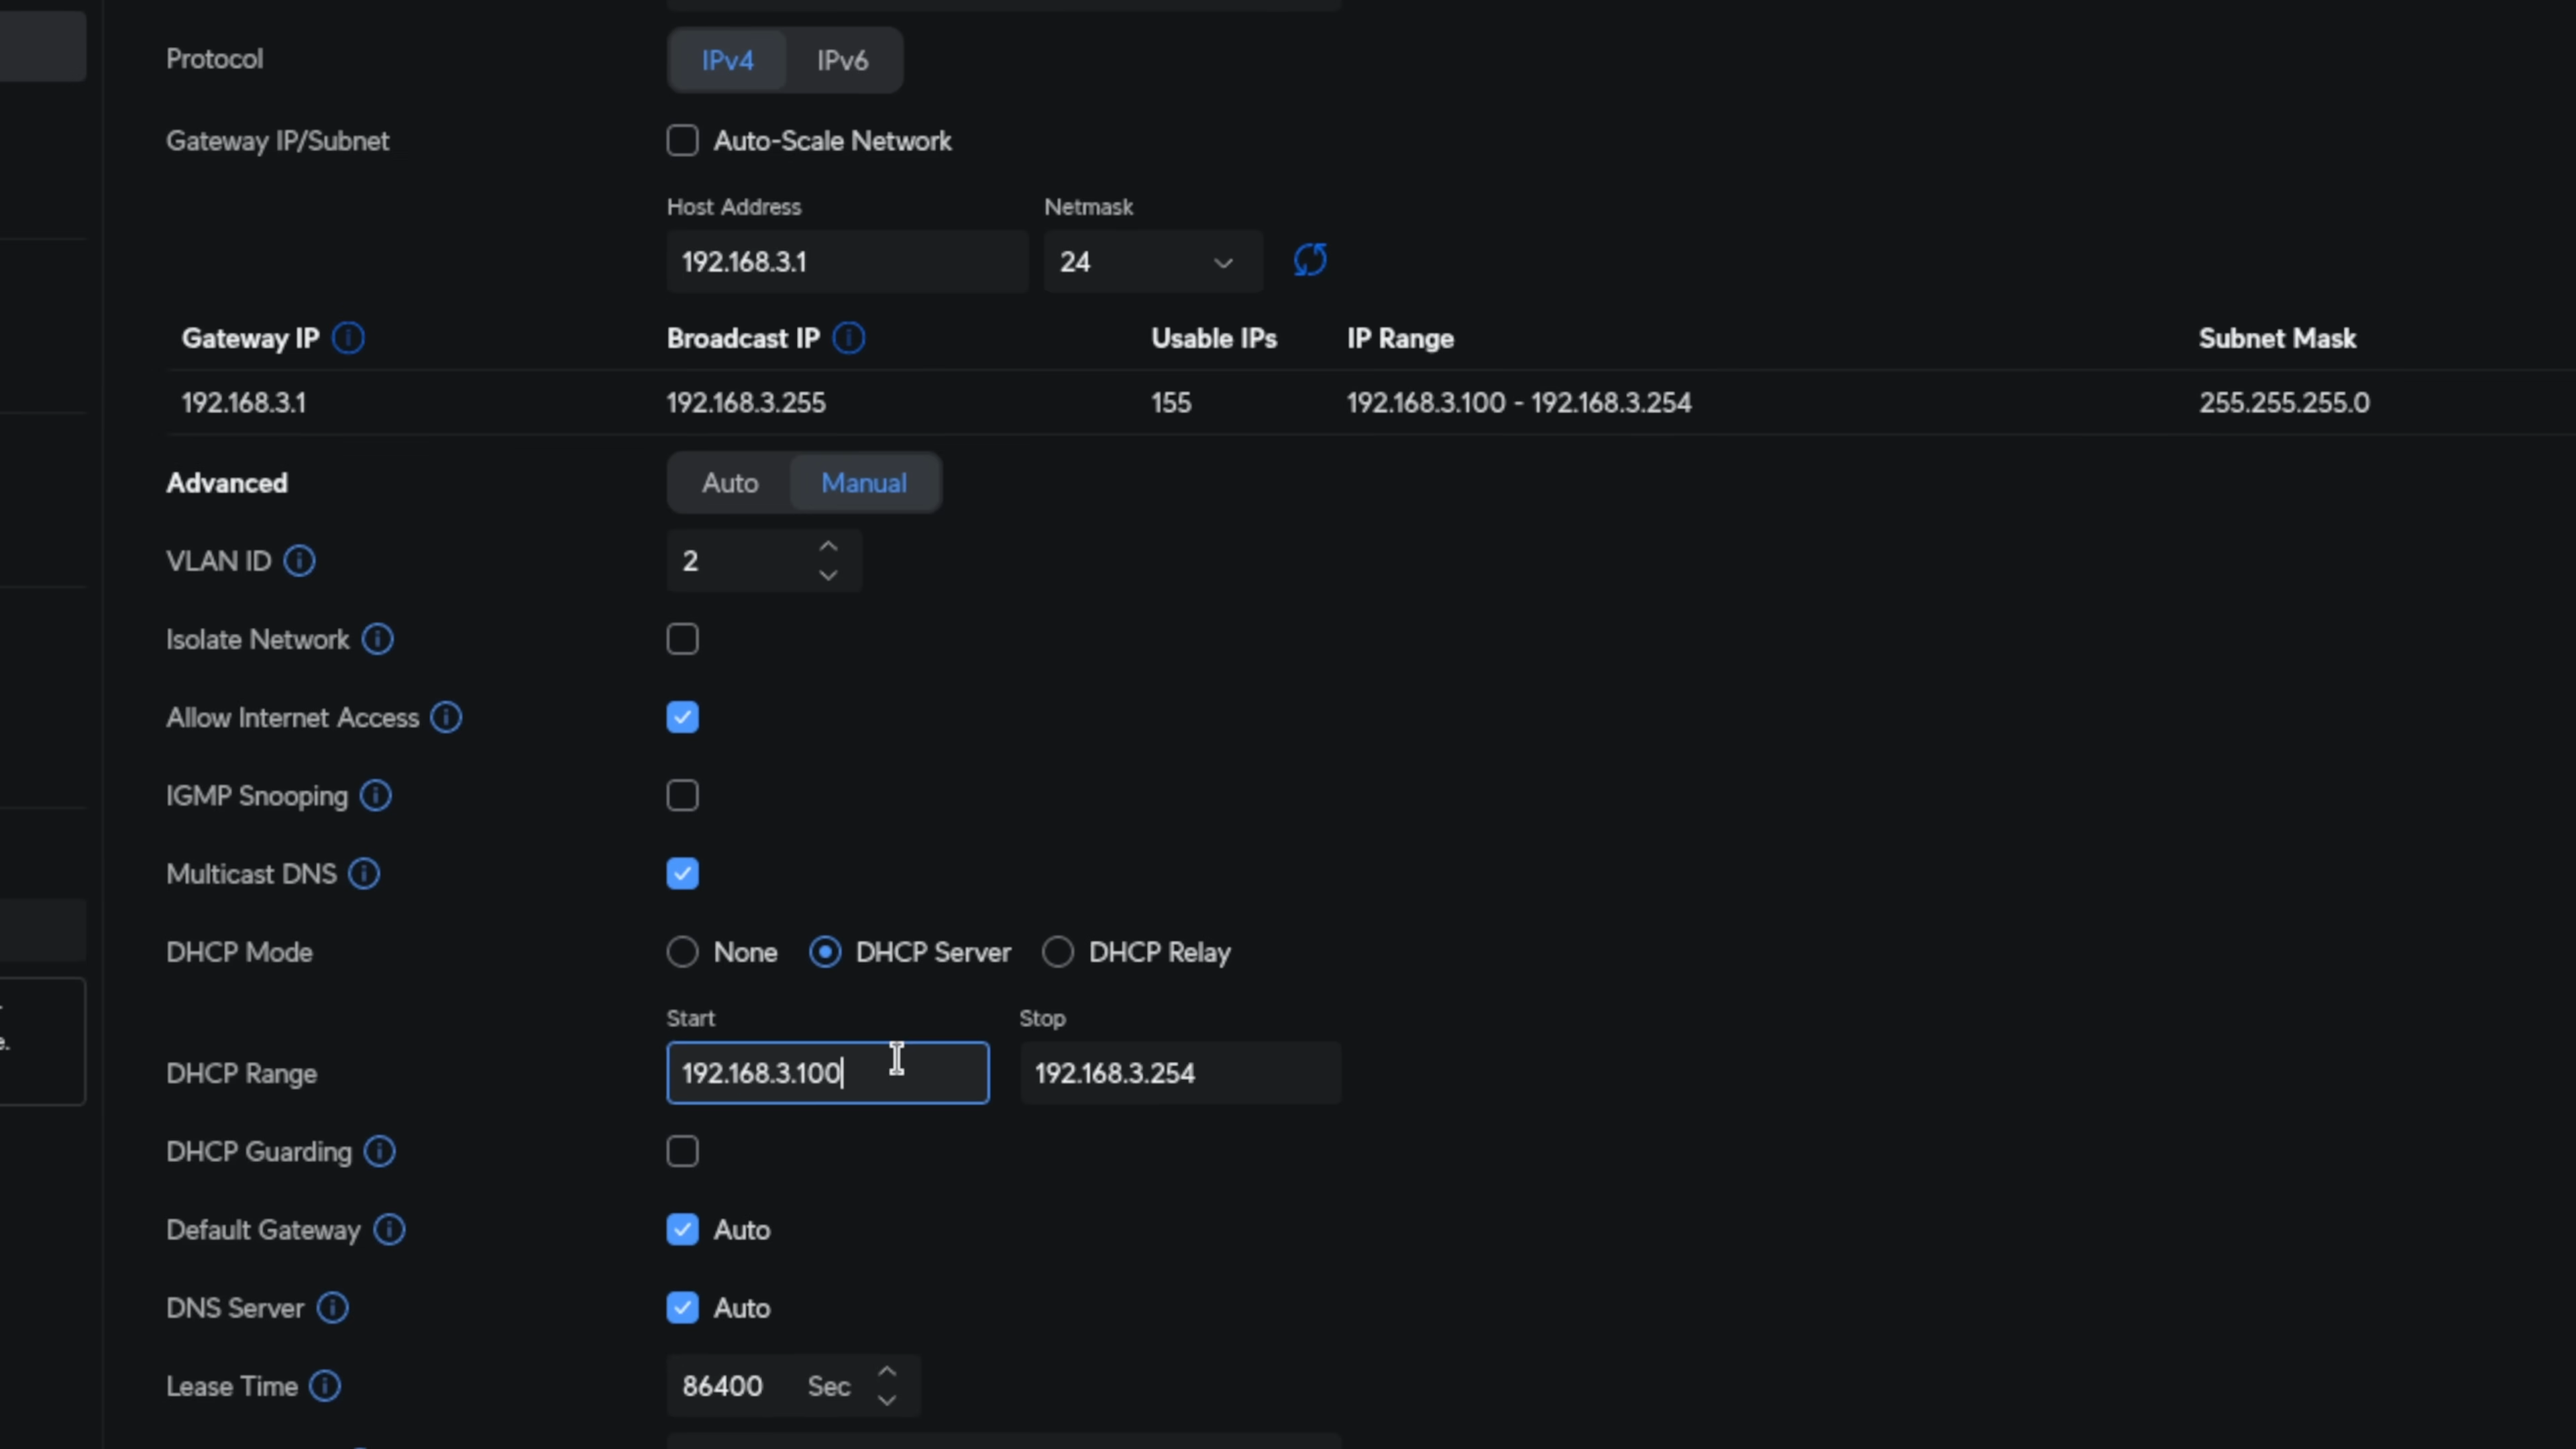 Protocol IPv4 IPv6
Gateway IP/Subnet Auto-Scale Network
Host Address Netmask
192.168.3.1 24
Gateway IP Broadcast IP Usable IPs IP Range Subnet Mask
192.168.3.1 192.168.3.255 155 192.168.3.100 - 192.168.3.254 255.255.255.0
Advanced Auto Manual
VLAN ID 2
Isolate Network
Allow Internet Access
IGMP Snooping
Multicast DNS
DHCP Mode None DHCP Server DHCP Relay
Start Stop
DHCP Range 192.168.3.100 192.168.3.254
DHCP Guarding
Default Gateway Auto
DNS Server Auto
Lease Time 86400 Sec